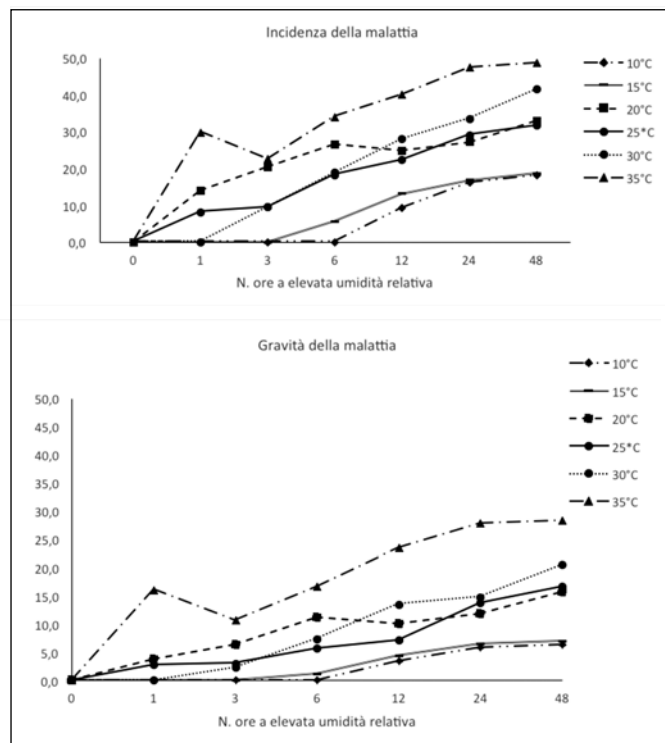 Incidenza della malattia
50,0
40,0
30,0
20,0
10,0
0,0
0 1 3 6 12 24 48
N. ore a elevata umidità relativa
10°C
15°C
20°C
25*C
30°C
35°C
Gravità della malattia
50,0
45,0
40,0
35,0
30,0
25,0
20,0
15,0
10,0
5,0
0,0
0 1 3 6 12 24 48
N. ore a elevata umidità relativa
10°C
15°C
20°C
25*C
30°C
35°C